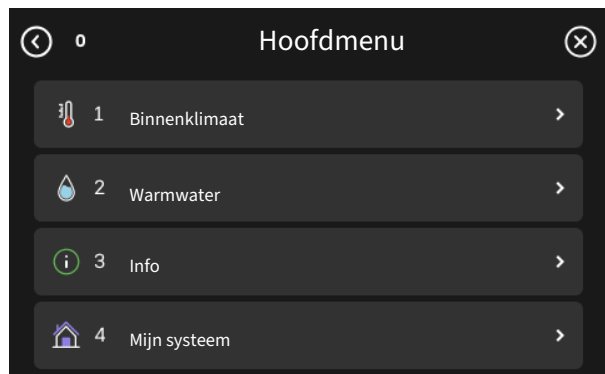 0 Hoofdmenu
1 Binnenklimaat
2 Warmwater
3 Info
4 Mijn systeem